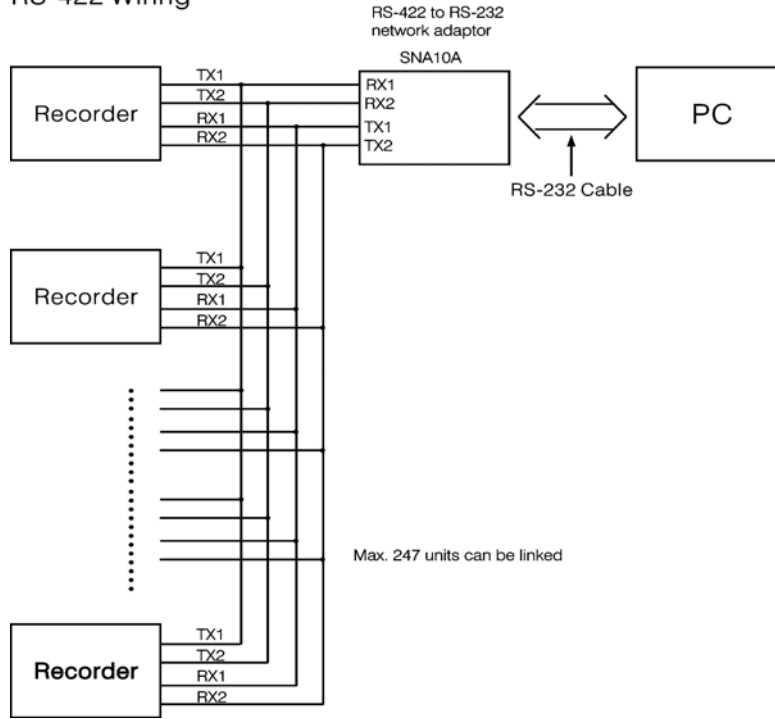 RS-422 Wiring
RS-422 to RS-232
network adaptor
SNA10A
Recorder
TX1
TX2
RX1
RX2
RX1
RX2
TX1
TX2
PC
RS-232 Cable
Recorder
TX1
TX2
RX1
RX2
Max. 247 units can be linked
Recorder
TX1
TX2
RX1
RX2